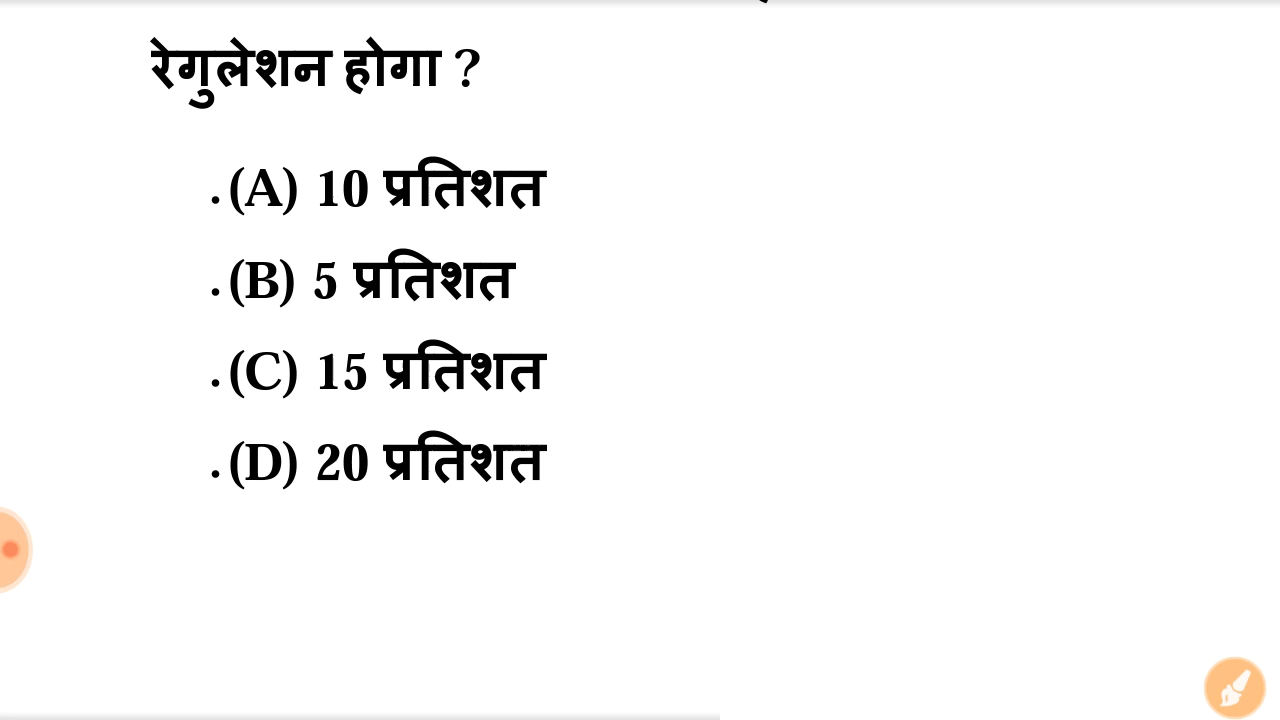 रेगुलेशन होगा ?
.(A) 10 प्रतिशत
.(B) 5 प्रतिशत
.(C) 15 प्रतिशत
.(D) 20 प्रतिशत